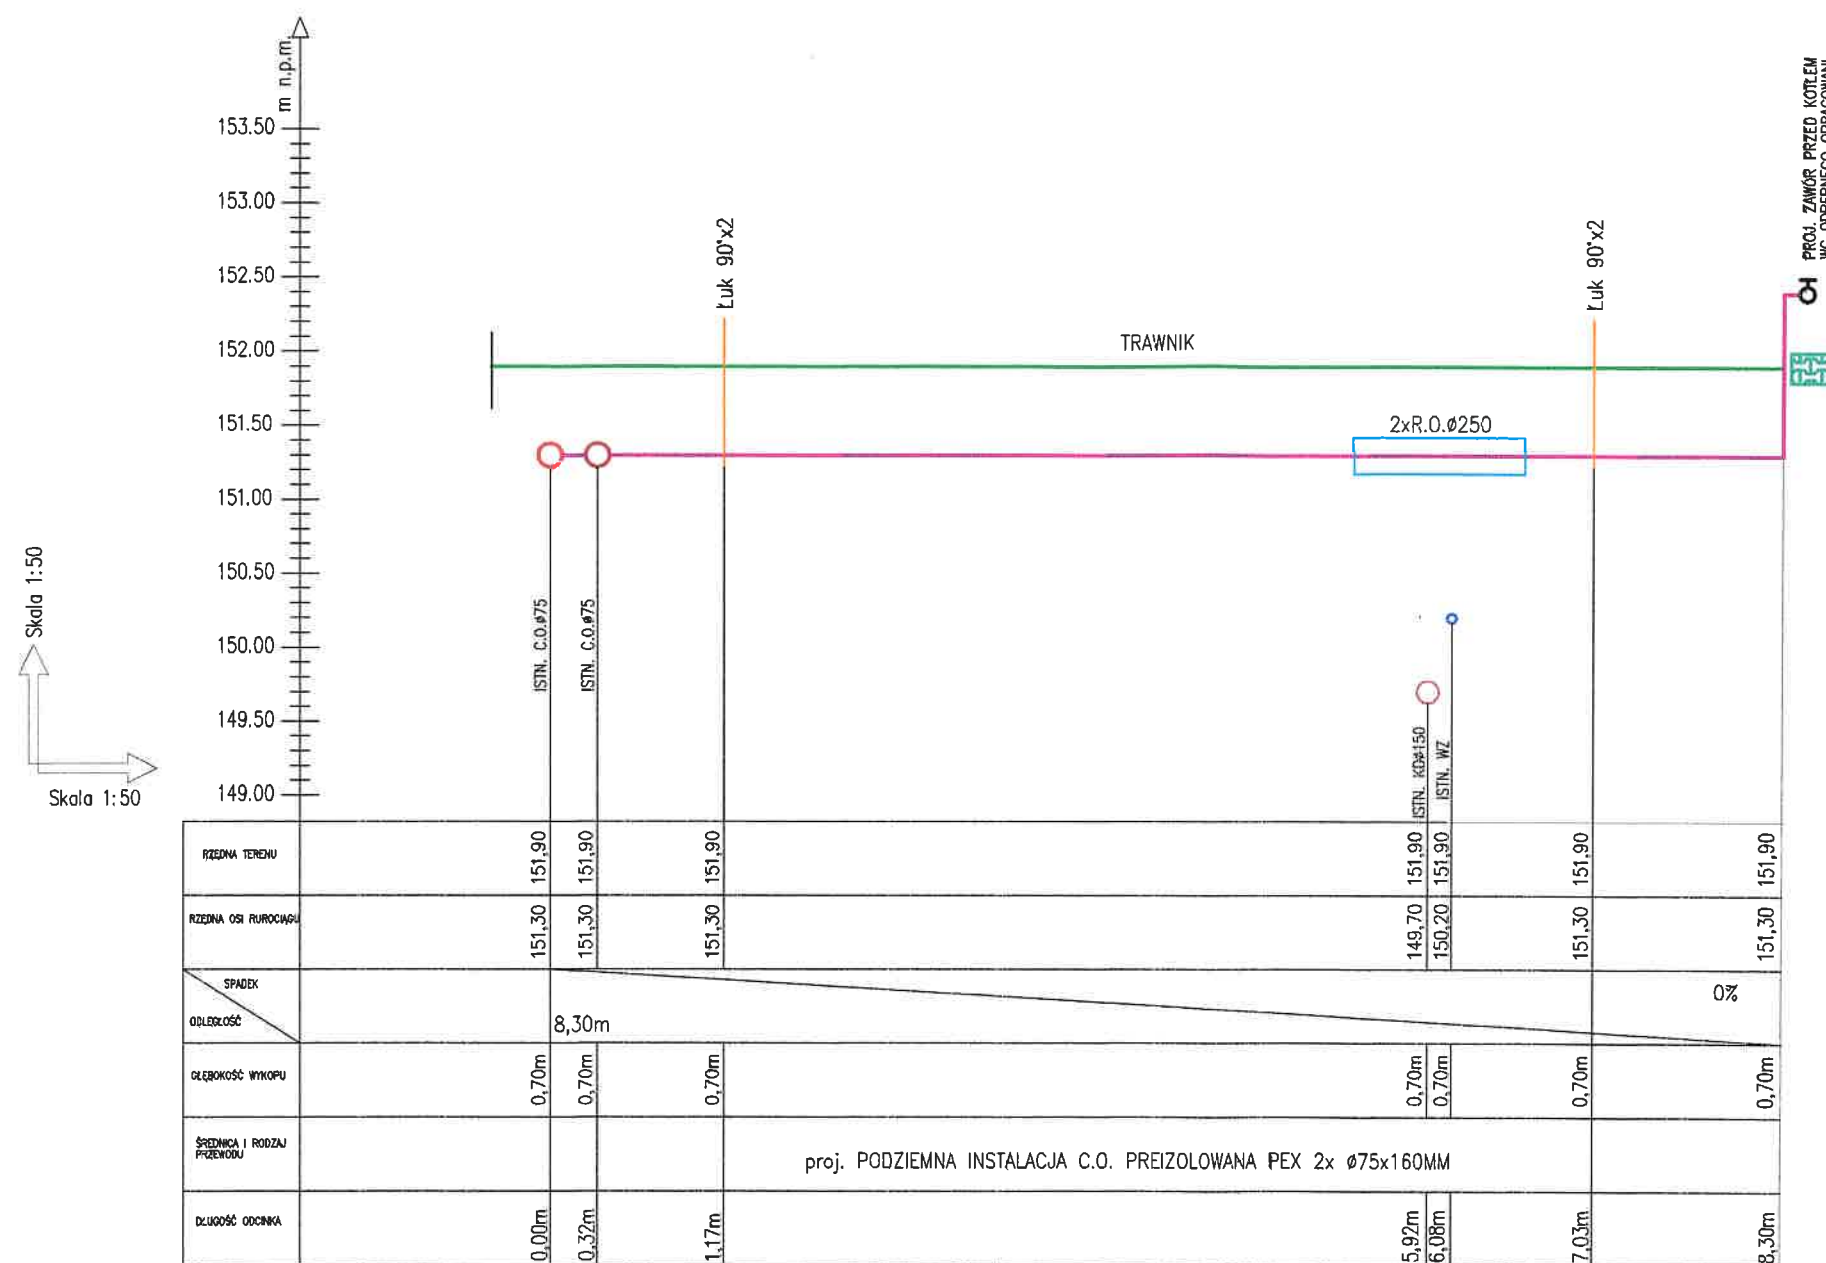 m n.p.m.
153.50
153.00
152.50
152.00
151.50
151.00
150.50
150.00
149.50
149.00
Skala 1:50
Skala 1:50
Łuk 90°x2
Łuk 90°x2
TRAWNIK
2xR.O.ø250
PROJ. ZAWÓR PRZED KOTŁEM
WG. ODRĘBNEGO OPRACOWANI
ISTN. C.O.ø75
ISTN. C.O.ø75
ISTN. KDø150
ISTN. WZ
RZĘDNA TERENU
151,90
151,90
151,90
151,90
151,90
151,90
151,90
RZĘDNA OSI RUROCIĄGU
151,30
151,30
151,30
149,70
150,20
151,30
151,30
SPADEK
0%
ODLEGŁOŚĆ
8,30m
GŁĘBOKOŚĆ WYKOPU
0,70m
0,70m
0,70m
0,70m
0,70m
0,70m
0,70m
ŚREDNICA I RODZAJ
PRZEWODU
proj. PODZIEMNA INSTALACJA C.O. PREIZOLOWANA PEX 2x ø75x160MM
DŁUGOŚĆ ODCINKA
0,00m
0,32m
1,17m
5,92m
6,08m
7,03m
8,30m